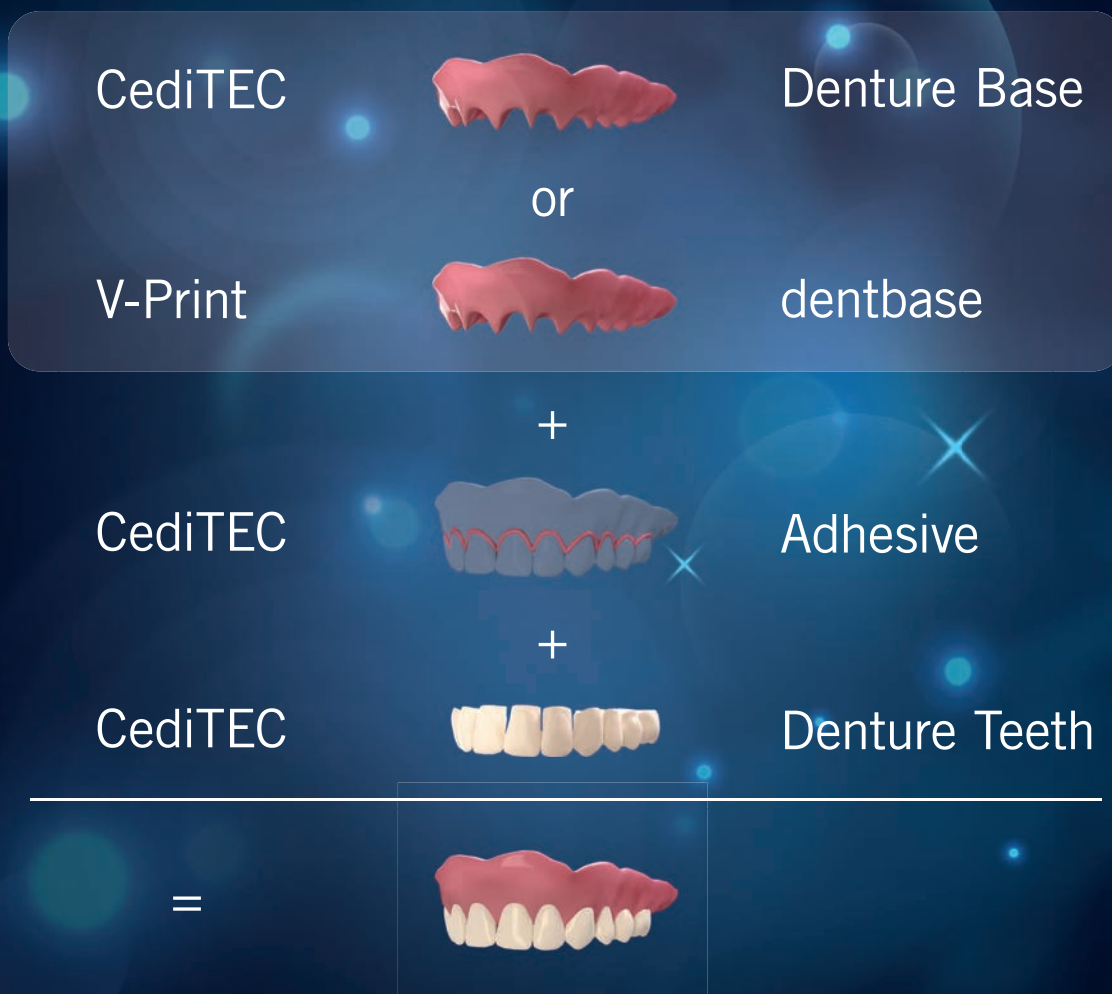 CediTEC Denture Base
or
V-Print dentbase
+
CediTEC Adhesive
+
CediTEC Denture Teeth
=